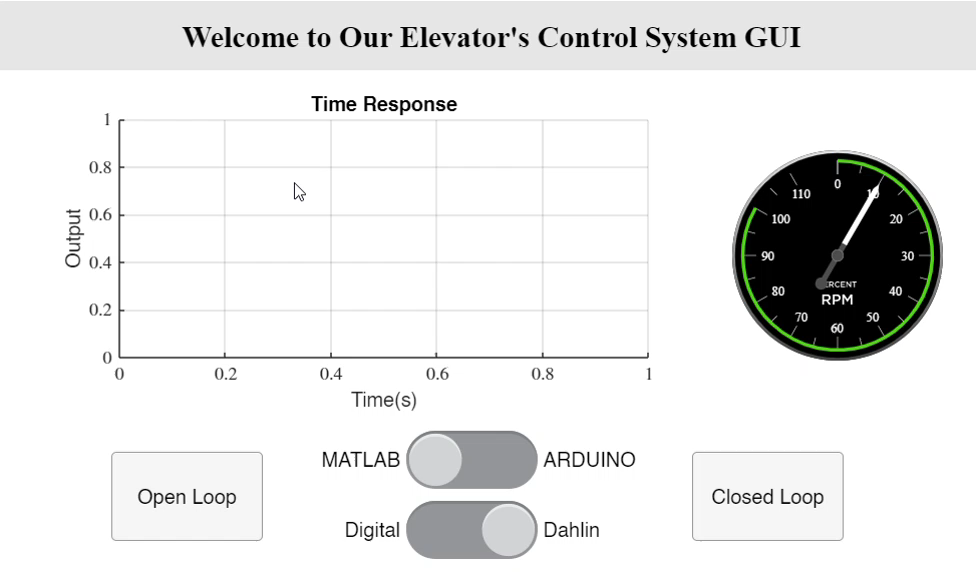 Welcome to Our Elevator's Control System GUI
Time Response
1
0.8
0.6
0.4
0.2
0
Output
0 0.2 0.4 0.6 0.8 1
Time(s)
0
10
20
30
40
50
60
70
80
90
100
110
RPM
MATLAB ARDUINO
Open Loop
Closed Loop
Digital Dahlin